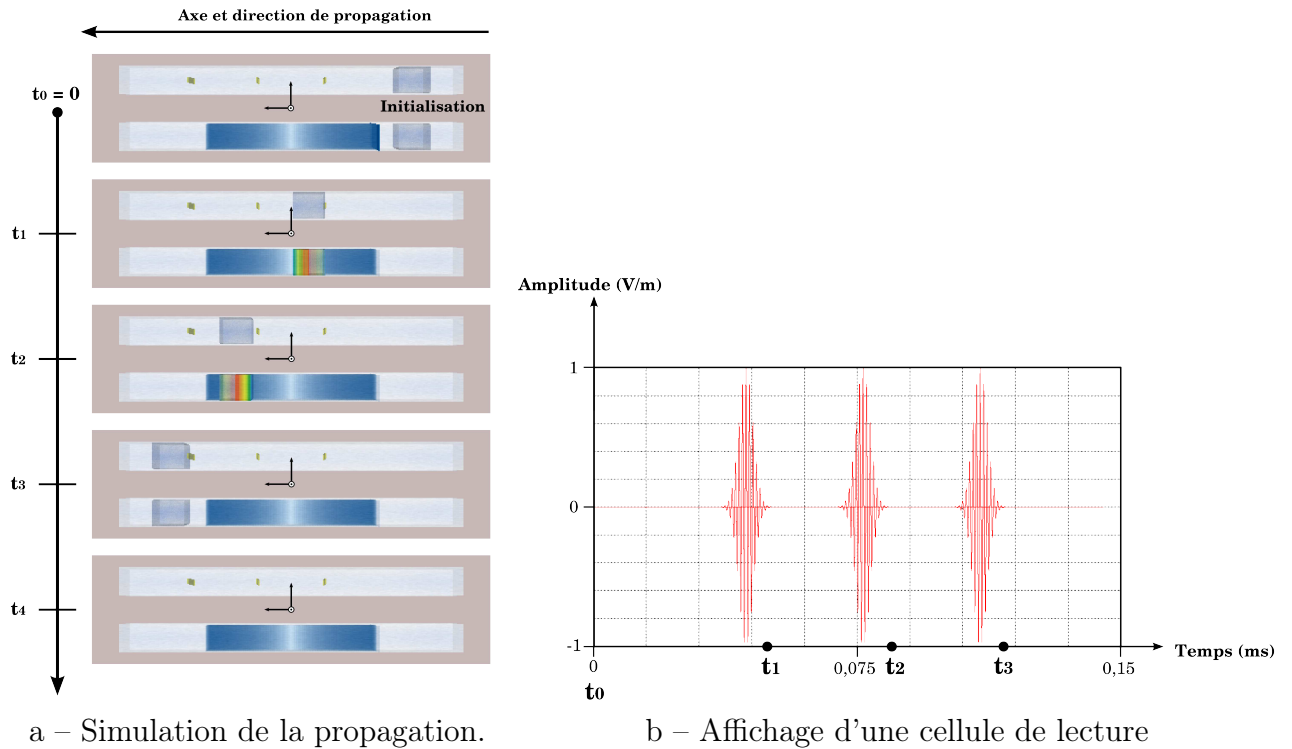 Axe et direction de propagation
t0 = 0
Initialisation
t1
t2
t3
t4
a – Simulation de la propagation.
Amplitude (V/m)
1
0
-1
0
t1
0,075
t2
t3
0,15
Temps (ms)
t0
b – Affichage d'une cellule de lecture